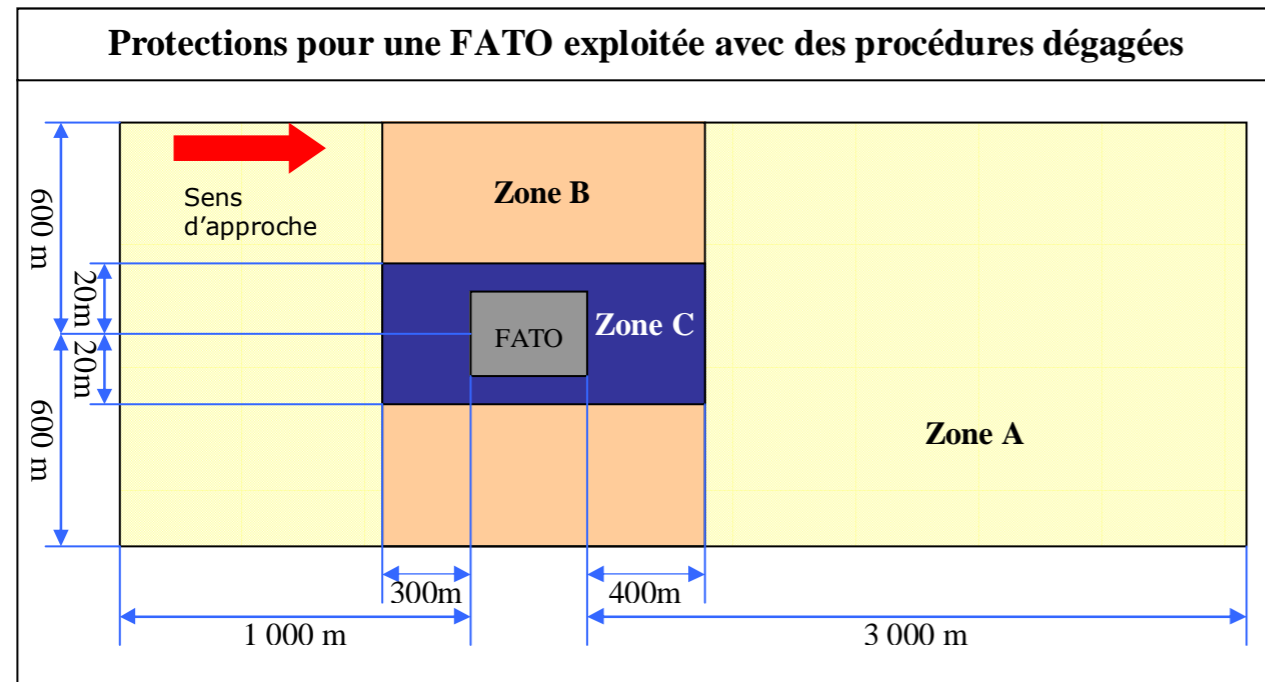 Protections pour une FATO exploitée avec des procédures dégagées
Sens
d'approche
Zone B
600 m
20m
Zone C
FATO
20m
600 m
Zone A
300m
400m
1 000 m
3 000 m